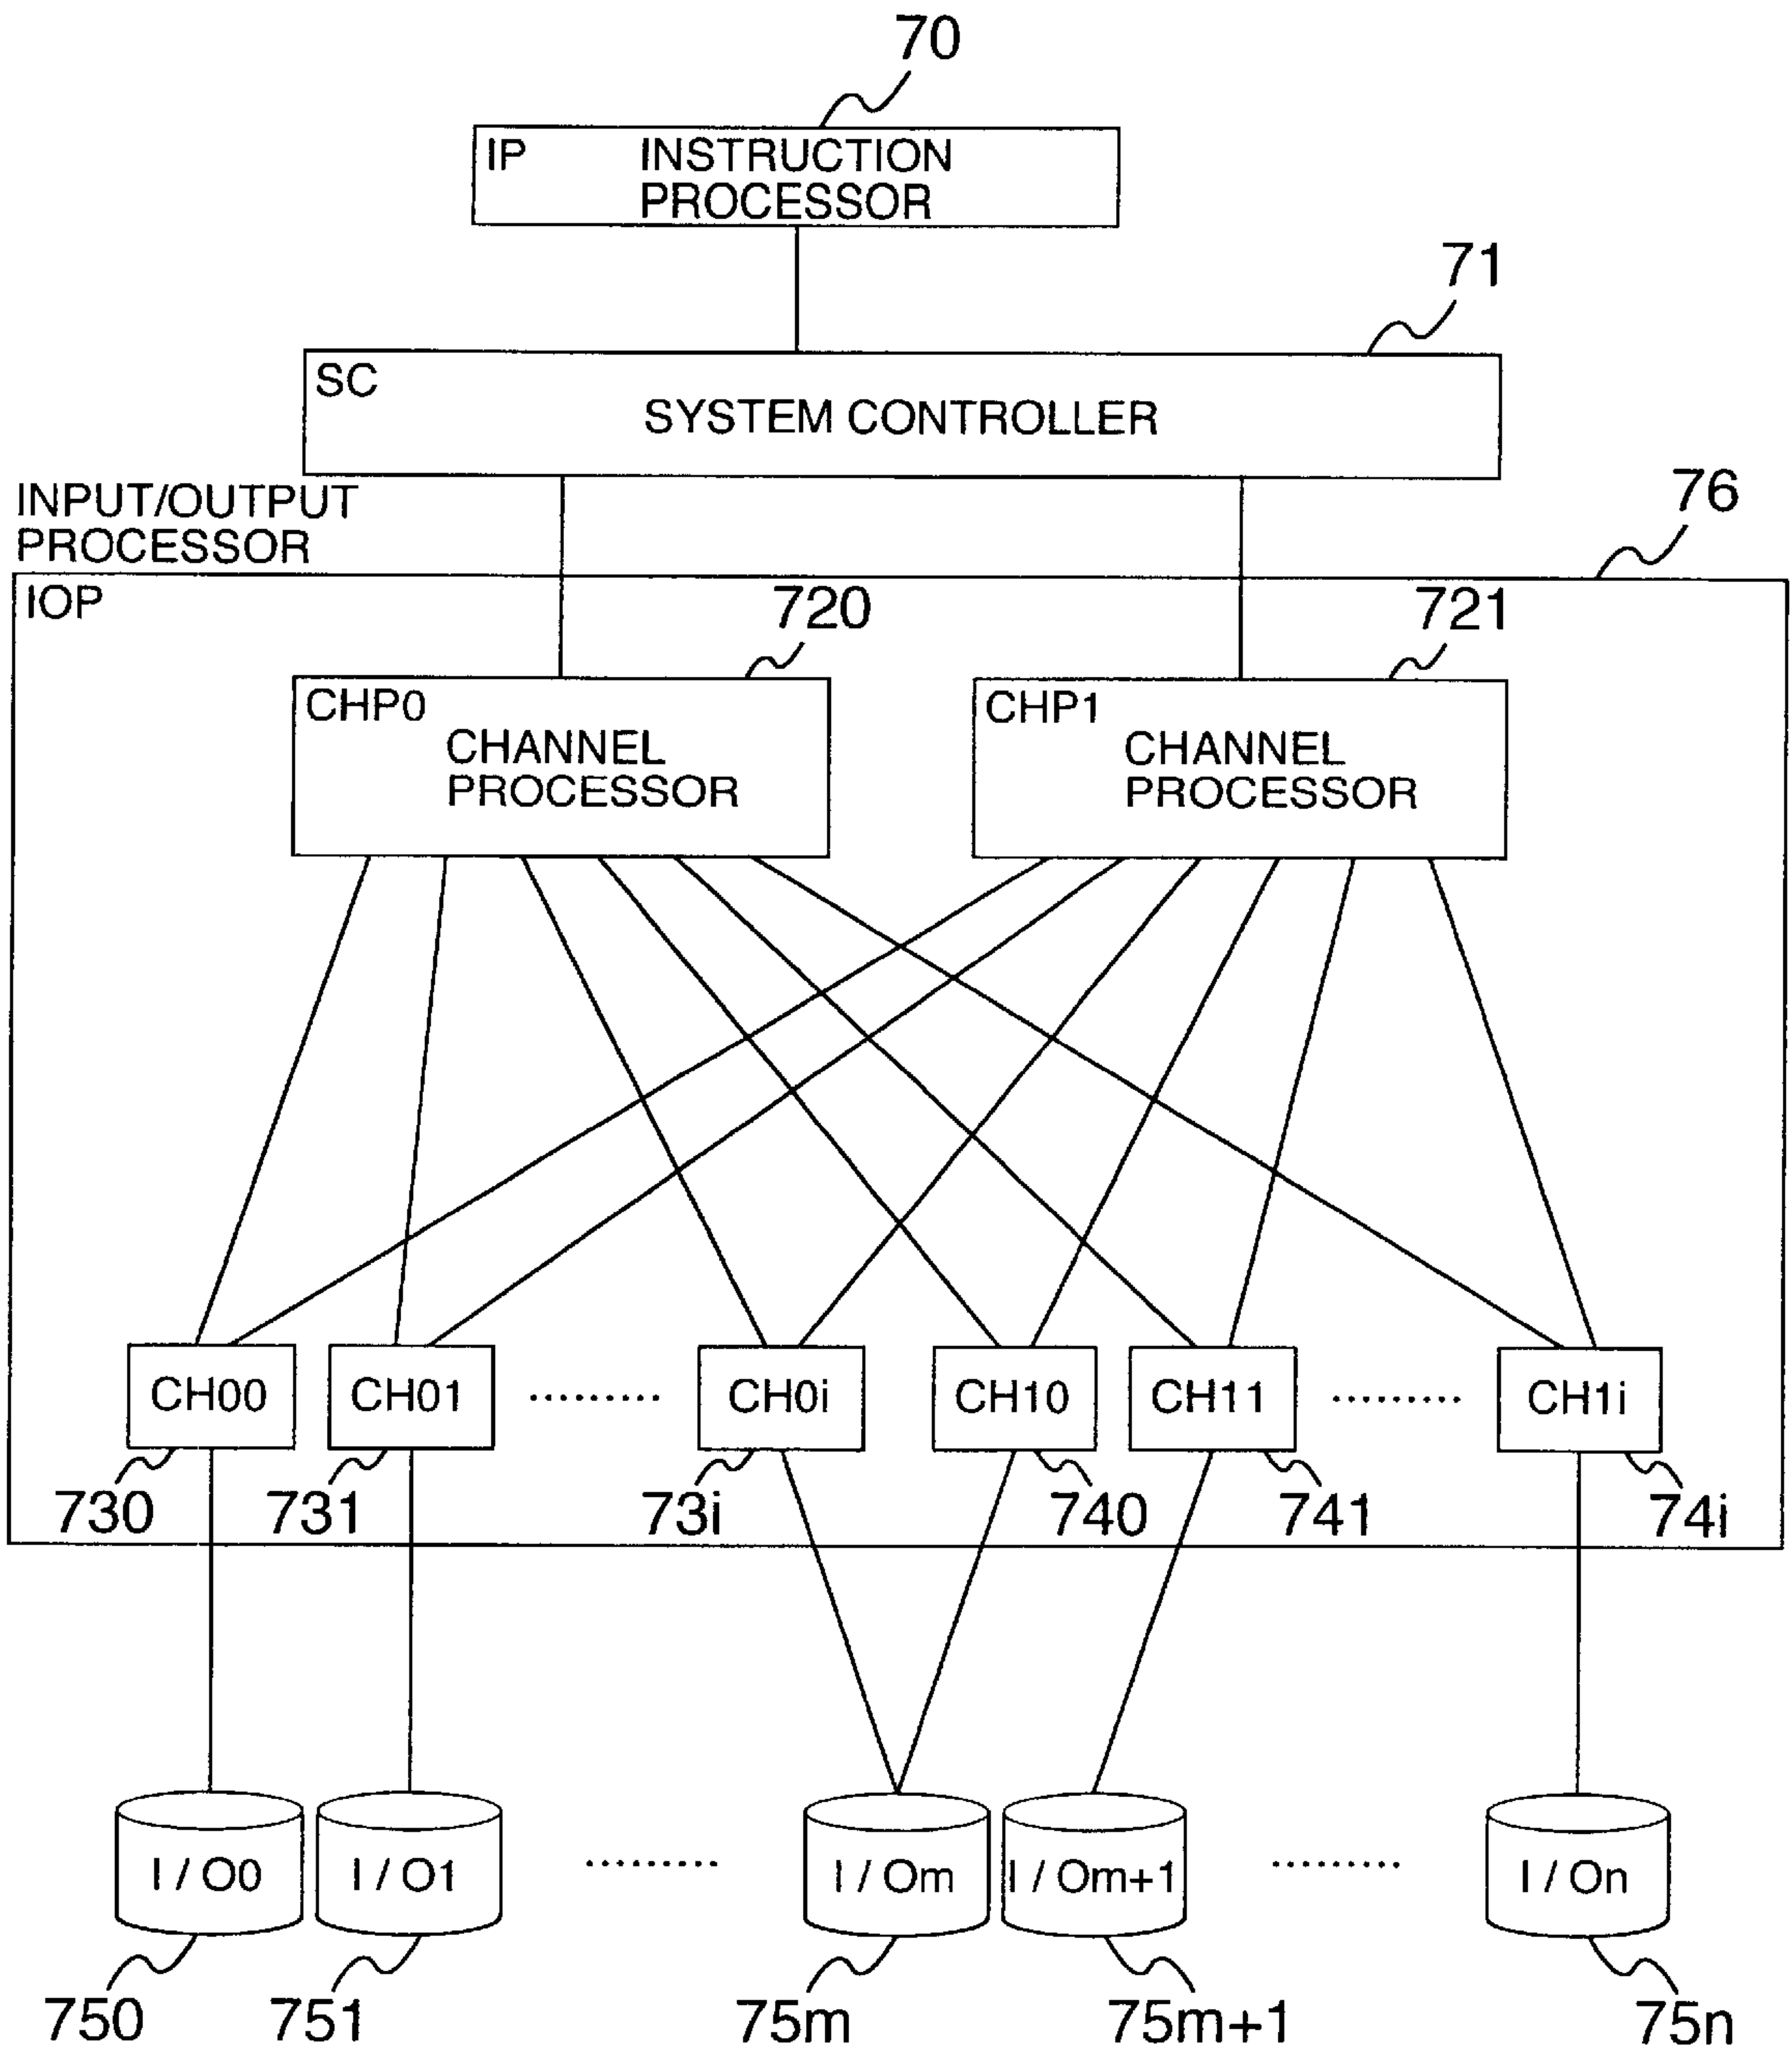 70
IP INSTRUCTION
PROCESSOR
71
SC
SYSTEM CONTROLLER
INPUT/OUTPUT
PROCESSOR
76
IOP
720
721
CHP0
CHANNEL
PROCESSOR
CHP1
CHANNEL
PROCESSOR
CH00 CH01 ......... CH0i CH10 CH11 ......... CH1i
730 731 73i 740 741 74i
I / O0 I / O1 ......... I / Om I / Om+1 ......... I / On
750 751 75m 75m+1 75n